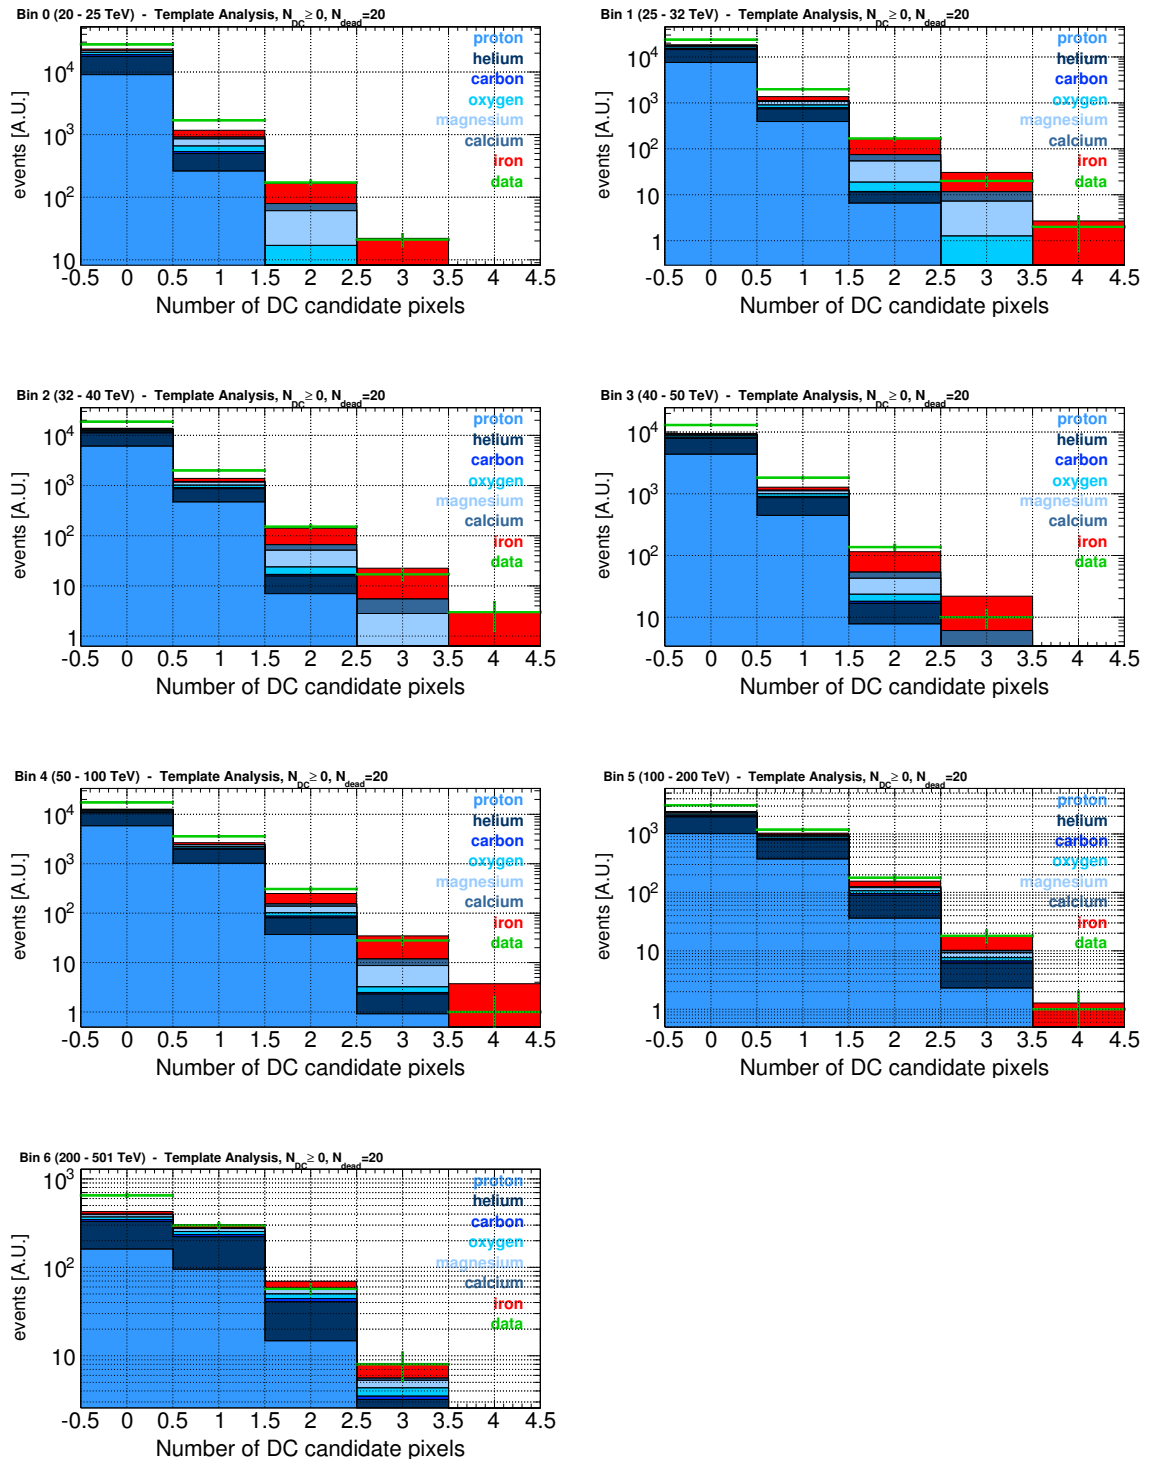 Bin 0 (20 - 25 TeV) - Template Analysis, N_DC ≥ 0, N_dead=20
events [A.U.]
10^4
10^3
10^2
10
proton
helium
carbon
oxygen
magnesium
calcium
iron
data
-0.5 0 0.5 1 1.5 2 2.5 3 3.5 4 4.5
Number of DC candidate pixels
Bin 1 (25 - 32 TeV) - Template Analysis, N_DC ≥ 0, N_dead=20
events [A.U.]
10^4
10^3
10^2
10
1
proton
helium
carbon
oxygen
magnesium
calcium
iron
data
-0.5 0 0.5 1 1.5 2 2.5 3 3.5 4 4.5
Number of DC candidate pixels
Bin 2 (32 - 40 TeV) - Template Analysis, N_DC ≥ 0, N_dead=20
events [A.U.]
10^4
10^3
10^2
10
1
proton
helium
carbon
oxygen
magnesium
calcium
iron
data
-0.5 0 0.5 1 1.5 2 2.5 3 3.5 4 4.5
Number of DC candidate pixels
Bin 3 (40 - 50 TeV) - Template Analysis, N_DC ≥ 0, N_dead=20
events [A.U.]
10^4
10^3
10^2
10
proton
helium
carbon
oxygen
magnesium
calcium
iron
data
-0.5 0 0.5 1 1.5 2 2.5 3 3.5 4 4.5
Number of DC candidate pixels
Bin 4 (50 - 100 TeV) - Template Analysis, N_DC ≥ 0, N_dead=20
events [A.U.]
10^4
10^3
10^2
10
1
proton
helium
carbon
oxygen
magnesium
calcium
iron
data
-0.5 0 0.5 1 1.5 2 2.5 3 3.5 4 4.5
Number of DC candidate pixels
Bin 5 (100 - 200 TeV) - Template Analysis, N_DC ≥ 0, N_dead=20
events [A.U.]
10^3
10^2
10
1
proton
helium
carbon
oxygen
magnesium
calcium
iron
data
-0.5 0 0.5 1 1.5 2 2.5 3 3.5 4 4.5
Number of DC candidate pixels
Bin 6 (200 - 501 TeV) - Template Analysis, N_DC ≥ 0, N_dead=20
events [A.U.]
10^3
10^2
10
proton
helium
carbon
oxygen
magnesium
calcium
iron
data
-0.5 0 0.5 1 1.5 2 2.5 3 3.5 4 4.5
Number of DC candidate pixels